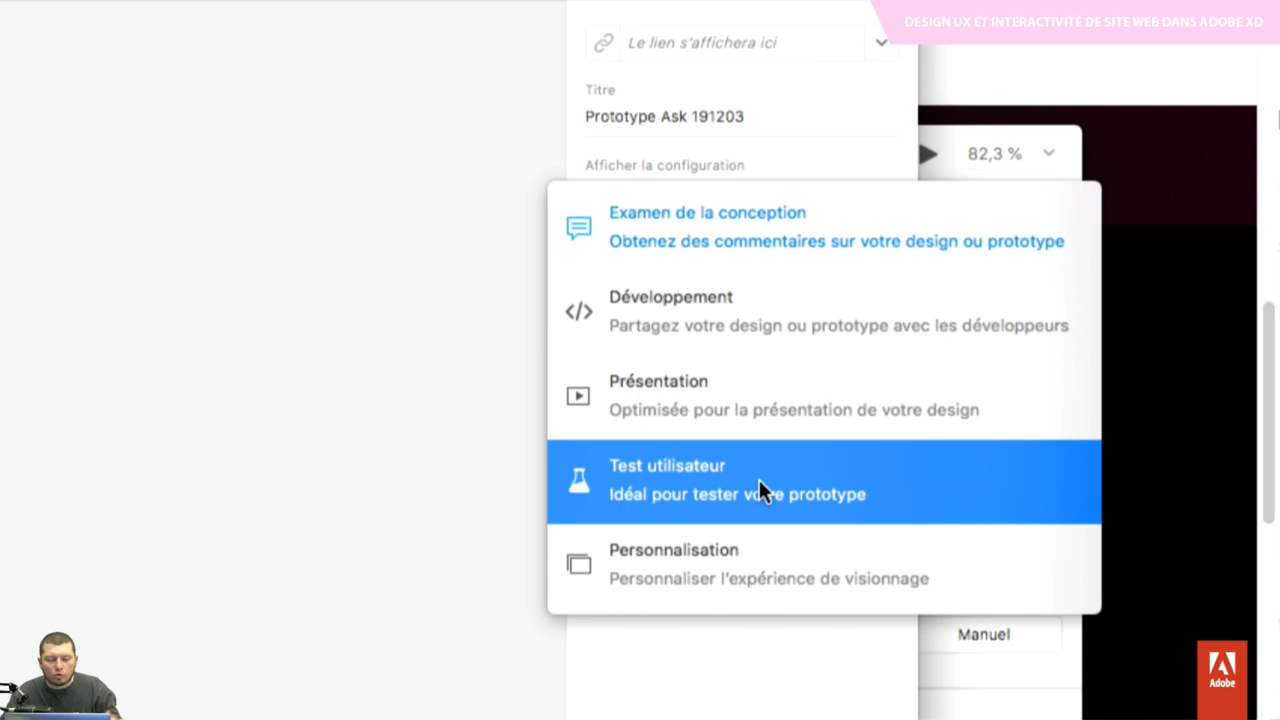 DESIGN UX ET INTERACTIVITÉ DE SITE WEB DANS ADOBE XD
Le lien s'affichera ici
Titre
Prototype Ask 191203
Afficher la configuration
82,3 %
Examen de la conception
Obtenez des commentaires sur votre design ou prototype
Développement
Partagez votre design ou prototype avec les développeurs
Présentation
Optimisée pour la présentation de votre design
Test utilisateur
Idéal pour tester votre prototype
Personnalisation
Personnaliser l'expérience de visionnage
Manuel
Adobe